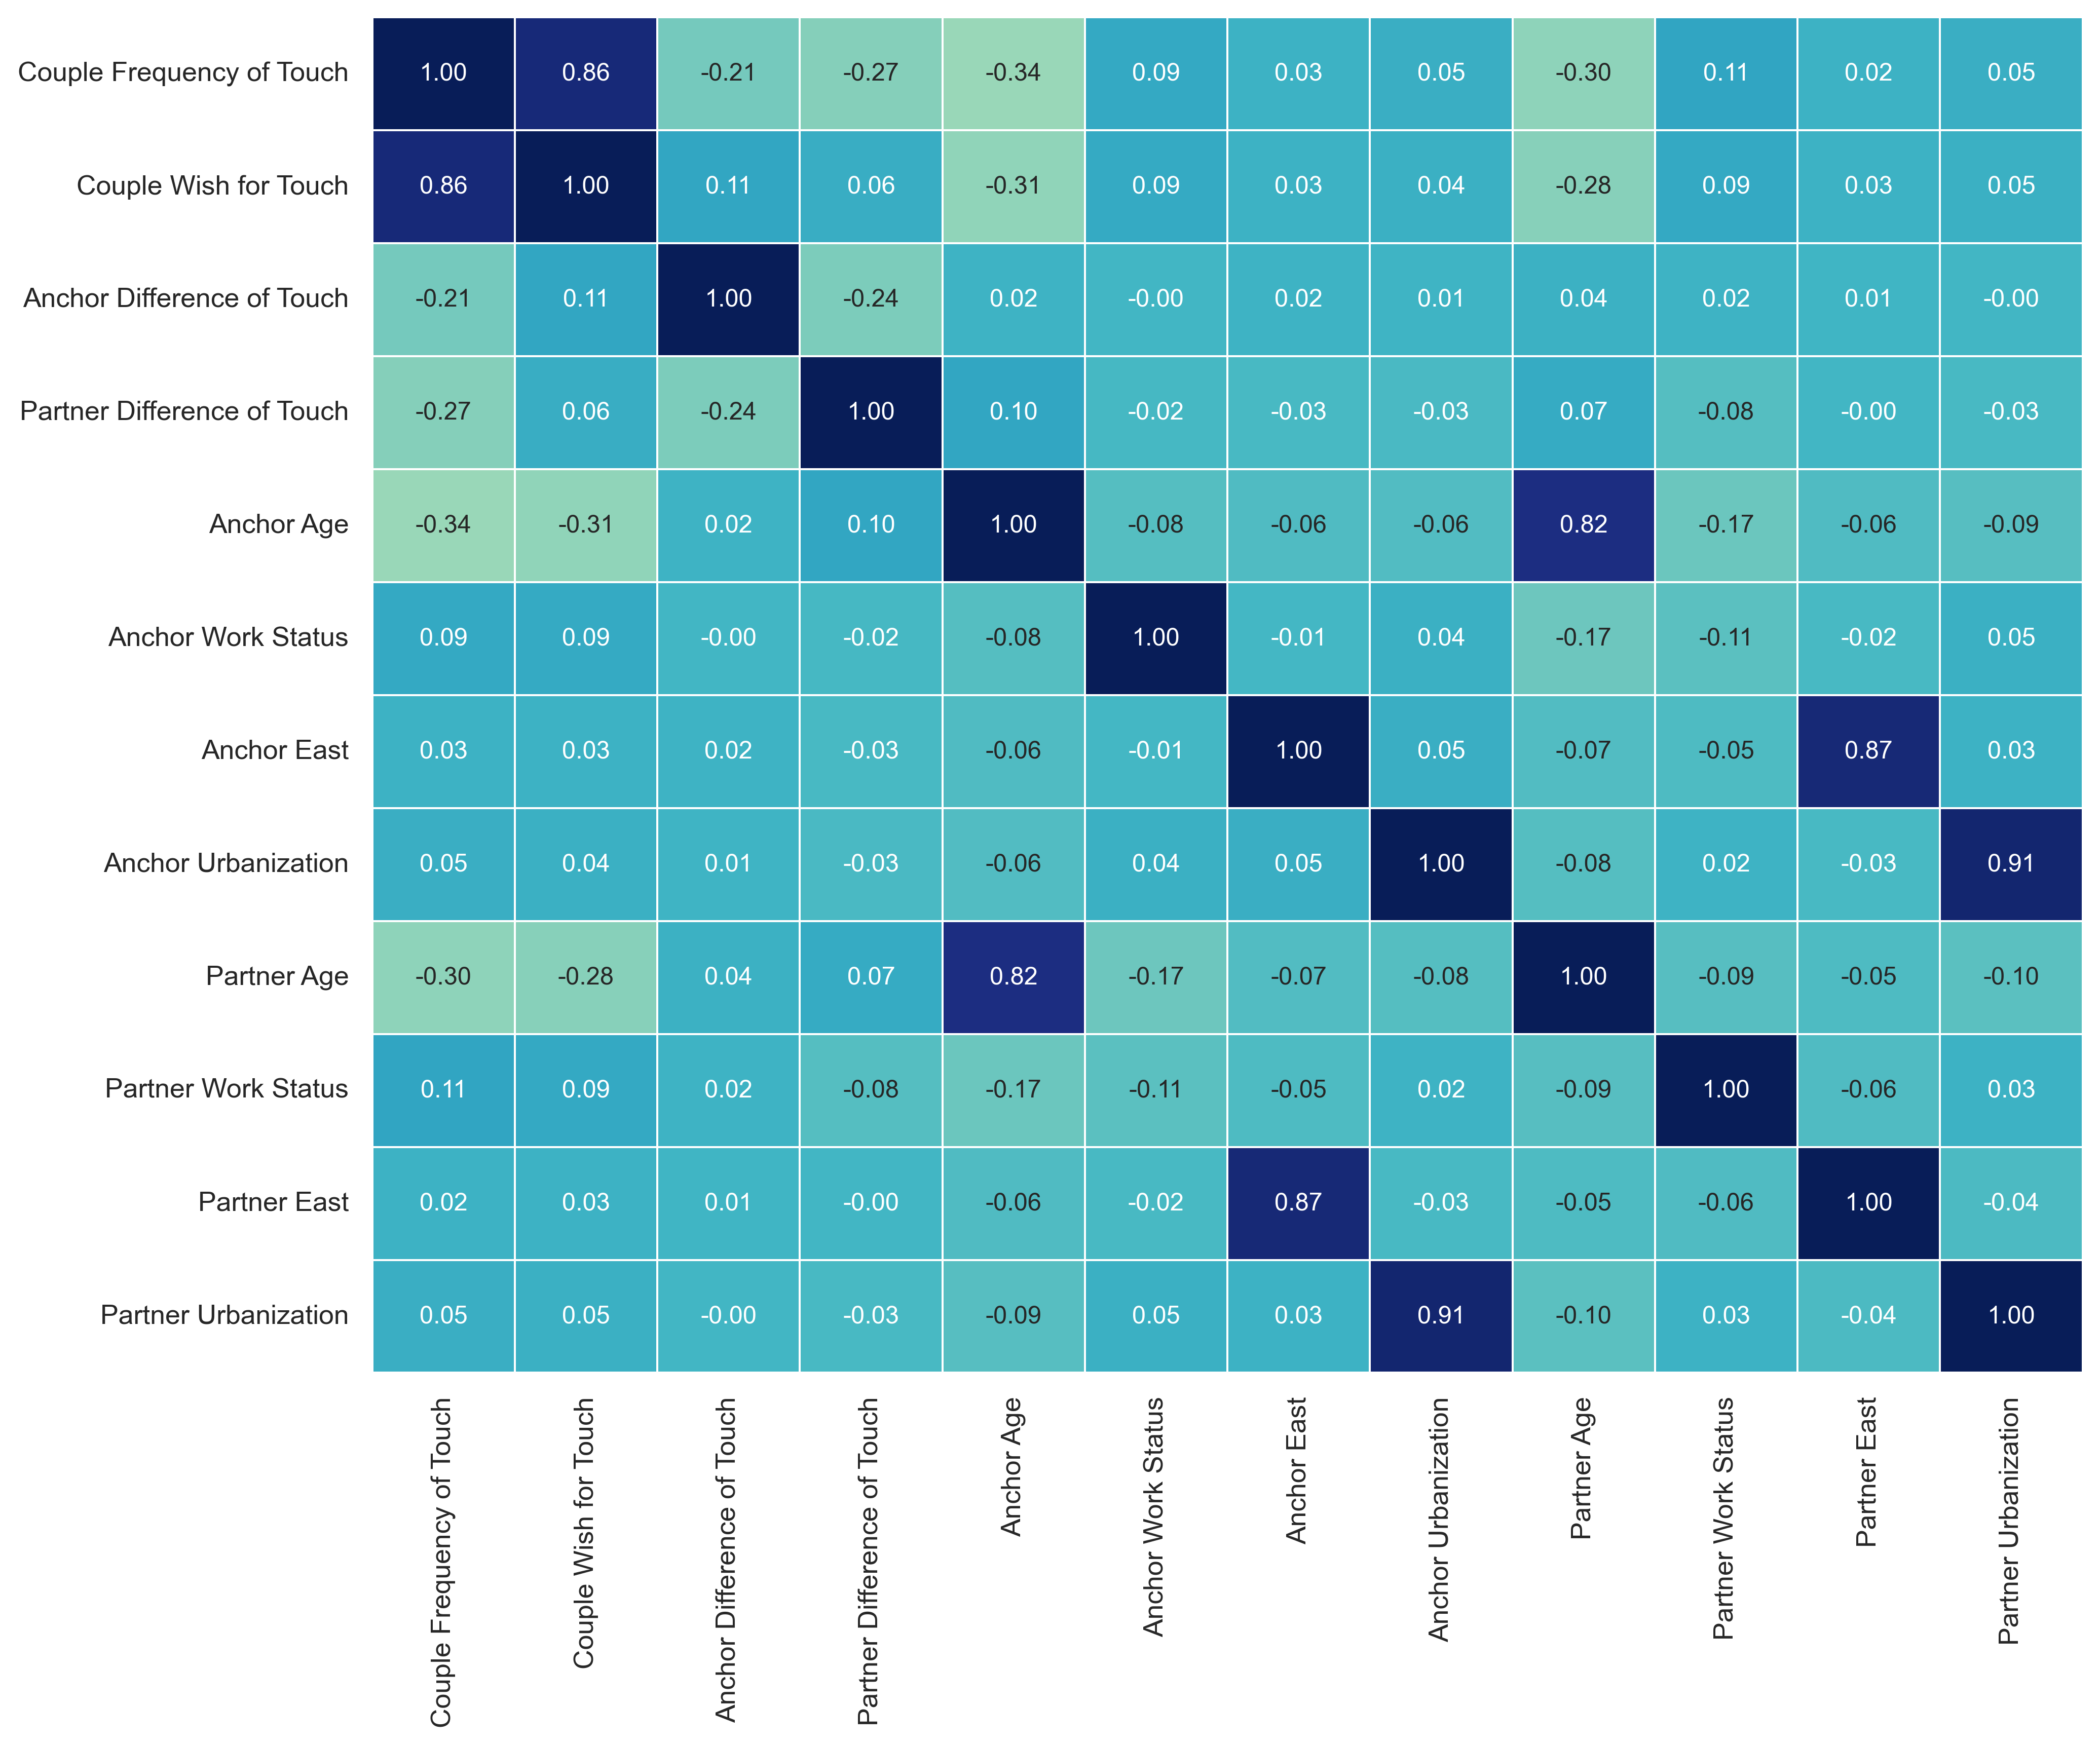 Couple Frequency of Touch 1.00 0.86 -0.21 -0.27 -0.34 0.09 0.03 0.05 -0.30 0.11 0.02 0.05
Couple Wish for Touch 0.86 1.00 0.11 0.06 -0.31 0.09 0.03 0.04 -0.28 0.09 0.03 0.05
Anchor Difference of Touch -0.21 0.11 1.00 -0.24 0.02 -0.00 0.02 0.01 0.04 0.02 0.01 -0.00
Partner Difference of Touch -0.27 0.06 -0.24 1.00 0.10 -0.02 -0.03 -0.03 0.07 -0.08 -0.00 -0.03
Anchor Age -0.34 -0.31 0.02 0.10 1.00 -0.08 -0.06 -0.06 0.82 -0.17 -0.06 -0.09
Anchor Work Status 0.09 0.09 -0.00 -0.02 -0.08 1.00 -0.01 0.04 -0.17 -0.11 -0.02 0.05
Anchor East 0.03 0.03 0.02 -0.03 -0.06 -0.01 1.00 0.05 -0.07 -0.05 0.87 0.03
Anchor Urbanization 0.05 0.04 0.01 -0.03 -0.06 0.04 0.05 1.00 -0.08 0.02 -0.03 0.91
Partner Age -0.30 -0.28 0.04 0.07 0.82 -0.17 -0.07 -0.08 1.00 -0.09 -0.05 -0.10
Partner Work Status 0.11 0.09 0.02 -0.08 -0.17 -0.11 -0.05 0.02 -0.09 1.00 -0.06 0.03
Partner East 0.02 0.03 0.01 -0.00 -0.06 -0.02 0.87 -0.03 -0.05 -0.06 1.00 -0.04
Partner Urbanization 0.05 0.05 -0.00 -0.03 -0.09 0.05 0.03 0.91 -0.10 0.03 -0.04 1.00
Couple Frequency of Touch
Couple Wish for Touch
Anchor Difference of Touch
Partner Difference of Touch
Anchor Age
Anchor Work Status
Anchor East
Anchor Urbanization
Partner Age
Partner Work Status
Partner East
Partner Urbanization